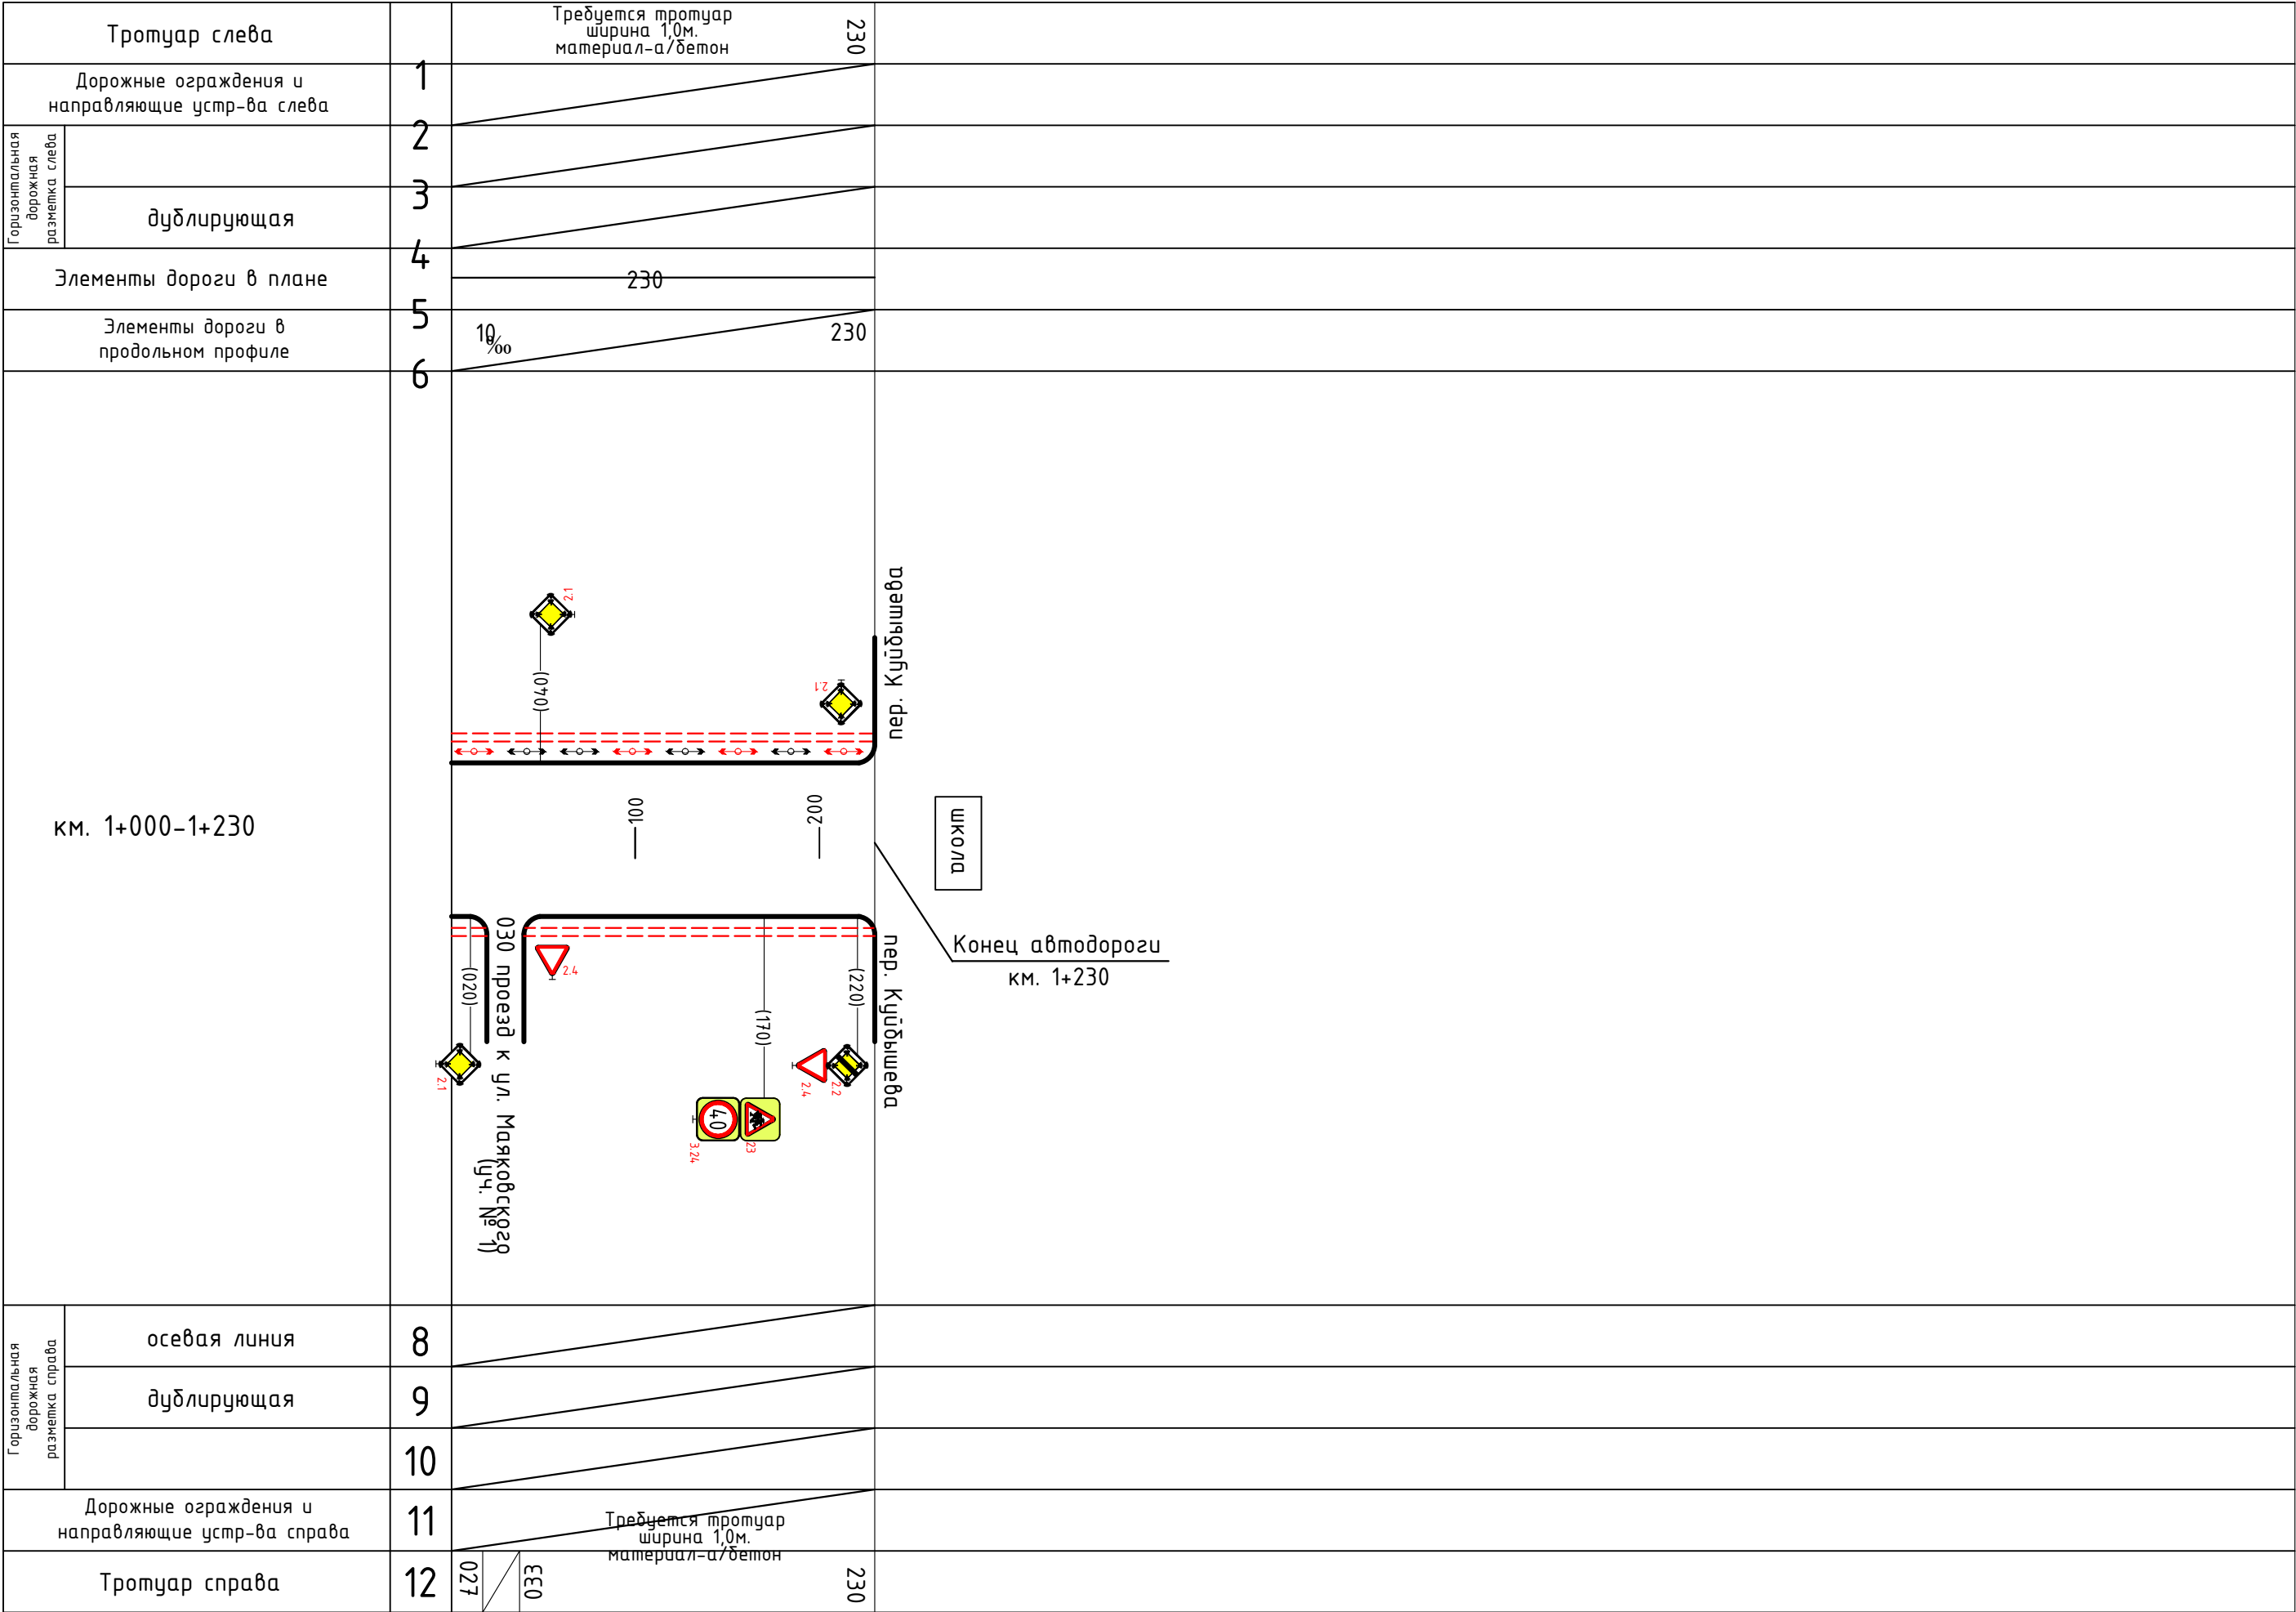 Тротуар слева
Требуется тротуар
ширина 1,0м.
материал-а/бетон
230
1
Дорожные ограждения и
направляющие устр-ва слева
2
Горизонтальная
дорожная
разметка слева
3
дублирующая
4
Элементы дороги в плане
230
5
Элементы дороги в
продольном профиле
10
‰
230
6
2.1
(040)
2.1
пер. Куйбышева
км. 1+000-1+230
100
200
школа
Конец автодороги
км. 1+230
(020)
2.1
030 проезд к ул. Маяковского
(уч. № 1)
2.4
(170)
3.24
40
23
(220)
2.4
2.2
пер. Куйбышева
Горизонтальная
дорожная
разметка справа
осевая линия
8
дублирующая
9
10
Дорожные ограждения и
направляющие устр-ва справа
11
Требуется тротуар
ширина 1,0м.
материал-а/бетон
Тротуар справа
12
027
033
230